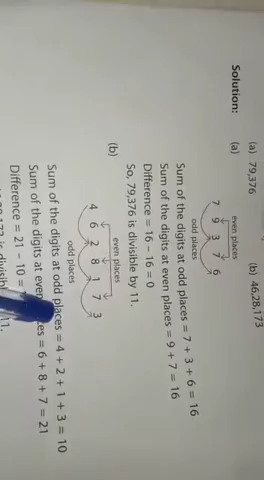 (a) 79,376 (b) 46,28,173
Solution: (a)
even places
7 9 3 7 6
odd places
Sum of the digits at odd places = 7 + 3 + 6 = 16
Sum of the digits at even places = 9 + 7 = 16
Difference = 16 − 16 = 0
So, 79,376 is divisible by 11.
(b)
even places
4 6 2 8 1 7 3
odd places
Sum of the digits at odd places = 4 + 2 + 1 + 3 = 10
Sum of the digits at even = 6 + 8 + 7 = 21
Difference = 21 − 10 =
11.